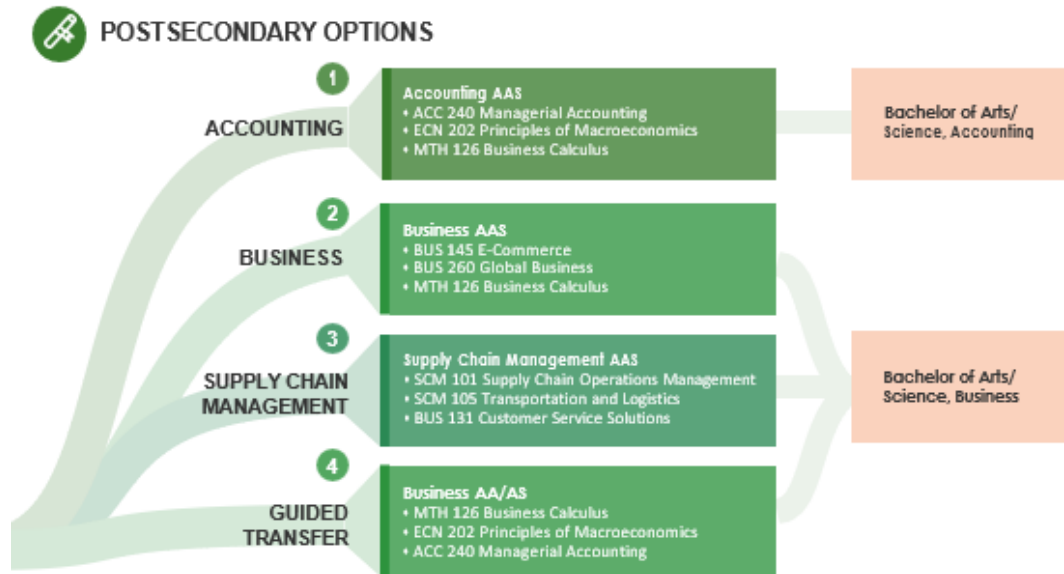 POSTSECONDARY OPTIONS
1
ACCOUNTING
Accounting AAS
• ACC 240 Managerial Accounting
• ECN 202 Principles of Macroeconomics
• MTH 126 Business Calculus
Bachelor of Arts/
Science, Accounting
2
BUSINESS
Business AAS
• BUS 145 E-Commerce
• BUS 260 Global Business
• MTH 126 Business Calculus
3
SUPPLY CHAIN
MANAGEMENT
Supply Chain Management AAS
• SCM 101 Supply Chain Operations Management
• SCM 105 Transportation and Logistics
• BUS 131 Customer Service Solutions
Bachelor of Arts/
Science, Business
4
GUIDED
TRANSFER
Business AA/AS
• MTH 126 Business Calculus
• ECN 202 Principles of Macroeconomics
• ACC 240 Managerial Accounting